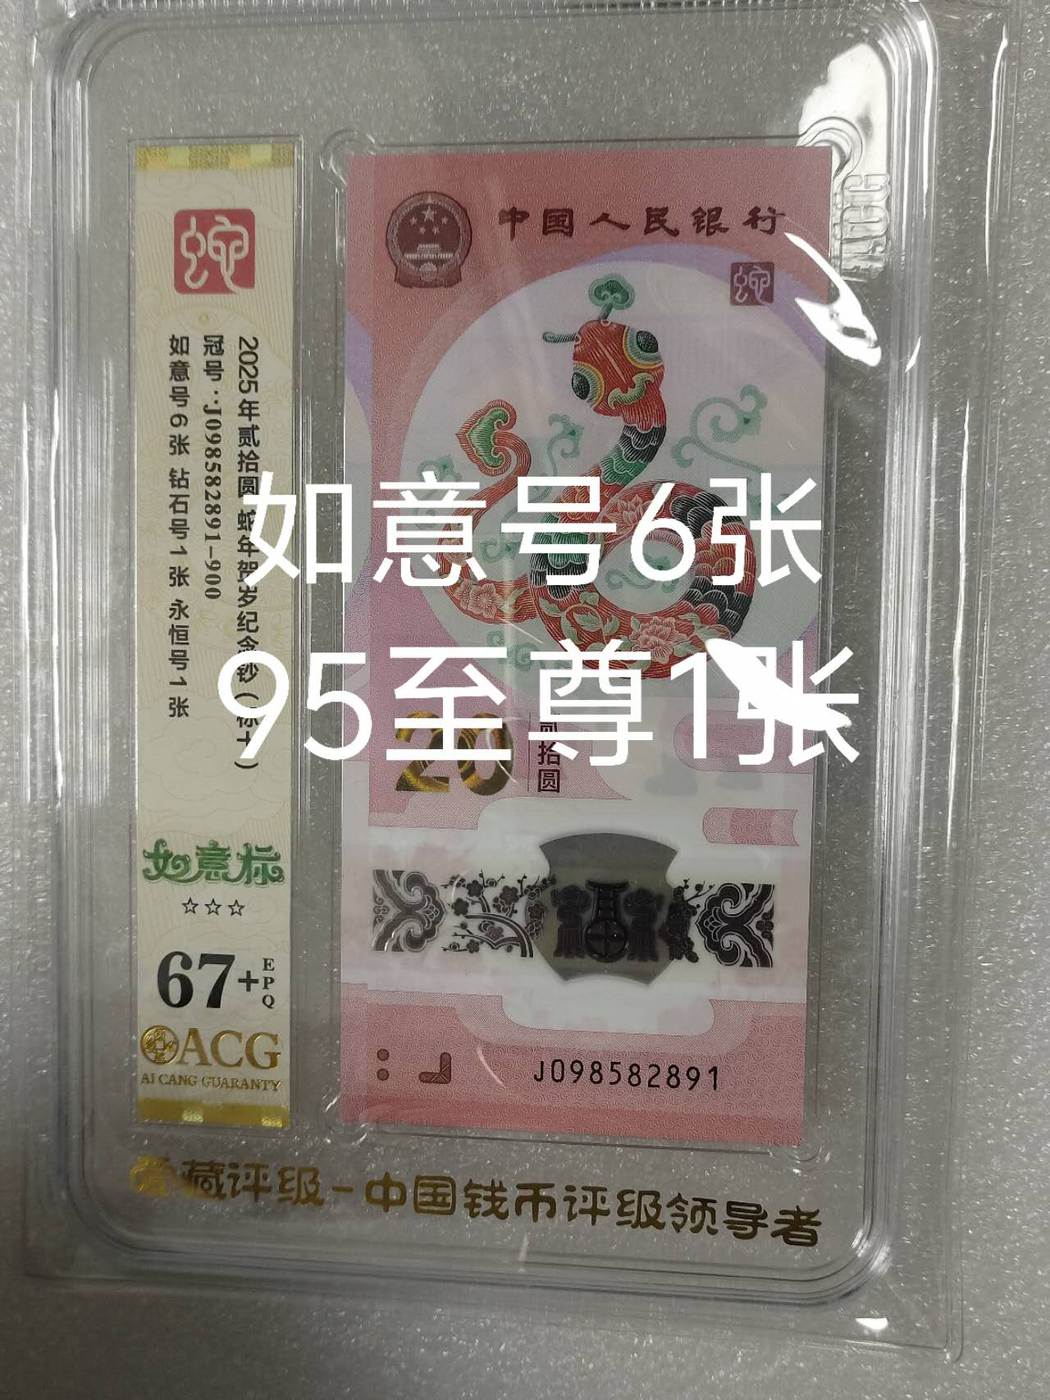 如意号6张
95至尊1张
蛇
2025年贰拾圆蛇年贺岁纪念钞(标十)
冠号:J098582891-900
如意号6张 钻石号1张 永恒号1张
如意标
☆☆☆
67+EPQ
ACG
AI CANG GUARANTY
中国人民银行
蛇
20
贰拾圆
J098582891
爱藏评级-中国钱币评级领导者